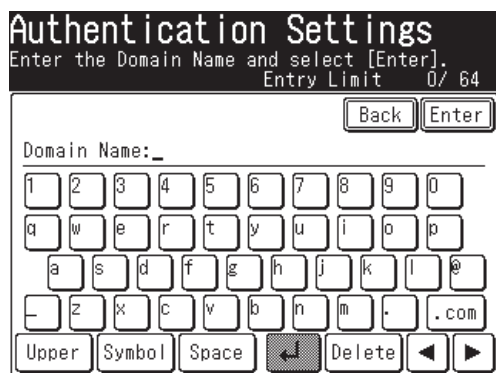 Authentication Settings
Enter the Domain Name and select [Enter].
Entry Limit 0/ 64
Back Enter
Domain Name:_
1 2 3 4 5 6 7 8 9 0
q w e r t y u i o p
a s d f g h j k l @
_ z x c v b n m . .com
Upper Symbol Space ↵ Delete ◀ ▶